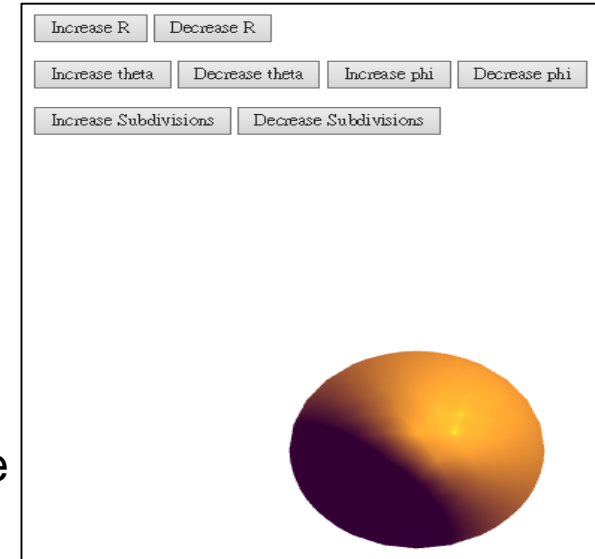 Increase R Decrease R
Increase theta Decrease theta Increase phi Decrease phi
Increase Subdivisions Decrease Subdivisions
e